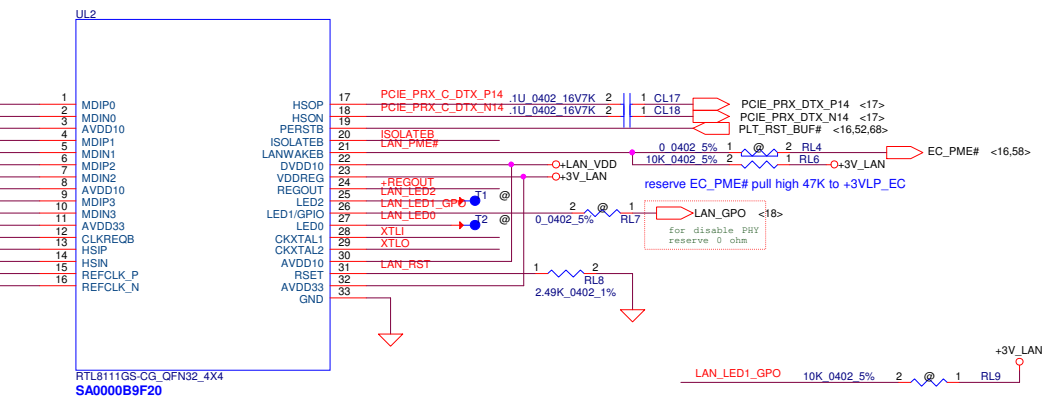 UL2
1 MDIP0
2 MDIN0
3 AVDD10
4 MDIP1
5 MDIN1
6 MDIP2
7 MDIN2
8 AVDD10
9 MDIP3
10 MDIN3
11 AVDD33
12 CLKREQB
13 HSIP
14 HSIN
15 REFCLK_P
16 REFCLK_N
HSOP 17 PCIE_PRX_C_DTX_P14 .1U_0402_16V7K 2 1 CL17 PCIE_PRX_DTX_P14 <17>
HSON 18 PCIE_PRX_C_DTX_N14 .1U_0402_16V7K 2 1 CL18 PCIE_PRX_DTX_N14 <17>
PERSTB 19 PLT_RST_BUF# <16,52,68>
ISOLATEB 20 ISOLATEB
LANWAKEB 21 LAN_PME# 0_0402_5% 1 @ 2 RL4 EC_PME# <16,58>
DVDD10 22 +LAN_VDD 10K_0402_5% 1 2 RL6 +3V_LAN
VDDREG 23 +3V_LAN
reserve EC_PME# pull high 47K to +3VLP_EC
REGOUT 24 +REGOUT
LED2 25 LAN_LED2 T1 @
LED1/GPIO 26 LAN_LED1_GPO 0_0402_5% 2 @ 1 RL7 LAN_GPO <18>
LED0 27 LAN_LED0 T2 @
for disable PHY
reserve 0 ohm
CKXTAL1 28 XTLI
CKXTAL2 29 XTLO
AVDD10 30
RSET 31 LAN_RST 1 2 RL8
2.49K_0402_1%
AVDD33 32
GND 33
RTL8111GS-CG_QFN32_4X4
SA0000B9F20
+3V_LAN
LAN_LED1_GPO 10K_0402_5% 2 @ 1 RL9